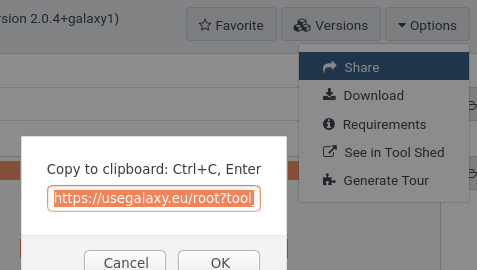 rsion 2.0.4+galaxy1)
Favorite
Versions
Options
Share
Download
Requirements
See in Tool Shed
Generate Tour
Copy to clipboard: Ctrl+C, Enter
https://usegalaxy.eu/root?tool
Cancel
OK